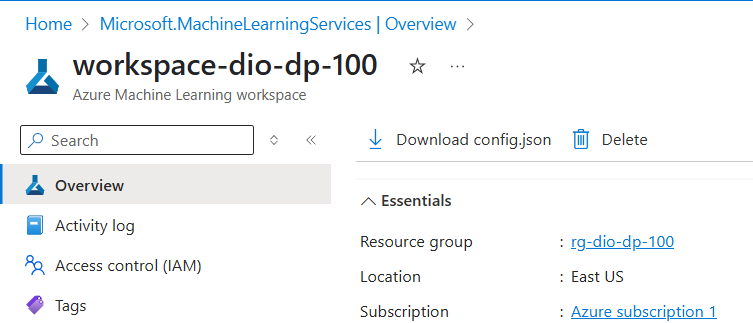 Home > Microsoft.MachineLearningServices | Overview >
workspace-dio-dp-100 ☆ ...
Azure Machine Learning workspace
Search
Download config.json Delete
Overview
Essentials
Activity log
Resource group : rg-dio-dp-100
Access control (IAM)
Location : East US
Tags
Subscription : Azure subscription 1